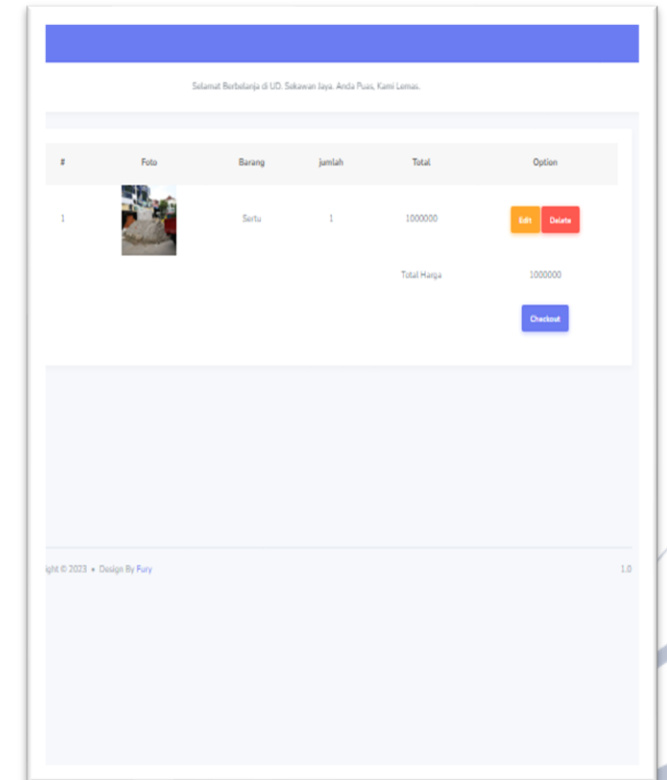 Selamat Berbelanja di UD. Sekawan Jaya. Anda Puas, Kami Lemas.
# Foto Barang jumlah Total Option
1 Sertu 1 1000000 Edit Delete
Total Harga 1000000
Checkout
ight © 2023 • Design By Fury 1.0